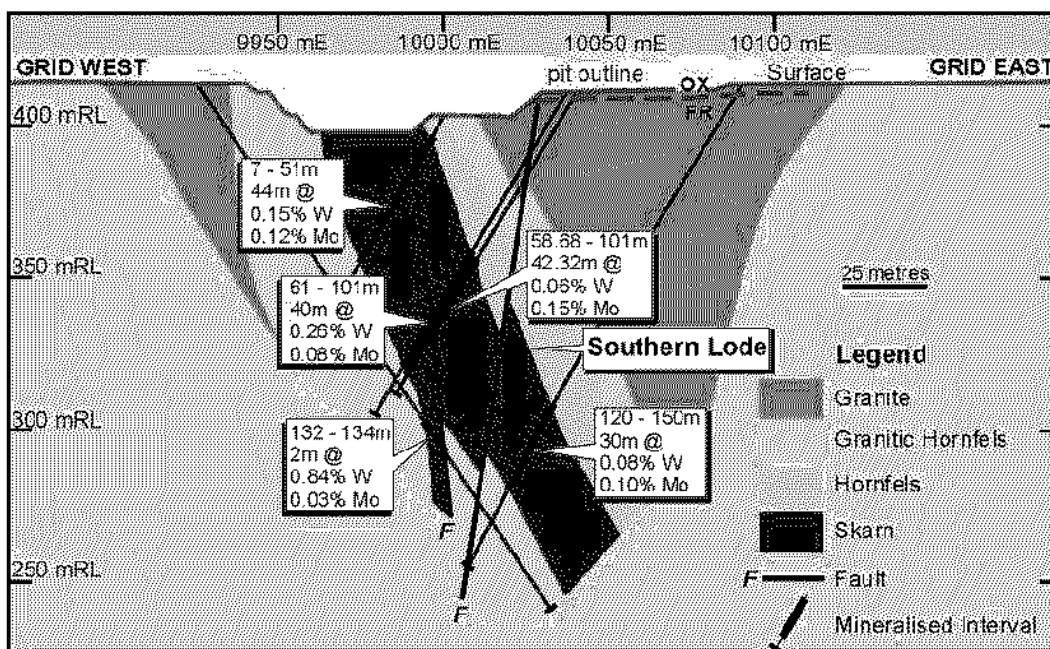 9950 mE
10000 mE
10050 mE
10100 mE
GRID WEST
GRID EAST
pit outline
OX
Surface
FR
400 mRL
7 - 51m
44m @
0.15% W
0.12% Mo
58.68 - 101m
42.32m @
0.06% W
0.15% Mo
350 mRL
25 metres
61 - 101m
40m @
0.26% W
0.08% Mo
Southern Lode
Legend
Granite
300 mRL
132 - 134m
2m @
0.84% W
0.03% Mo
120 - 150m
30m @
0.08% W
0.10% Mo
Granitic Hornfels
Hornfels
Skarn
F
F
250 mRL
F Fault
Mineralised Interval